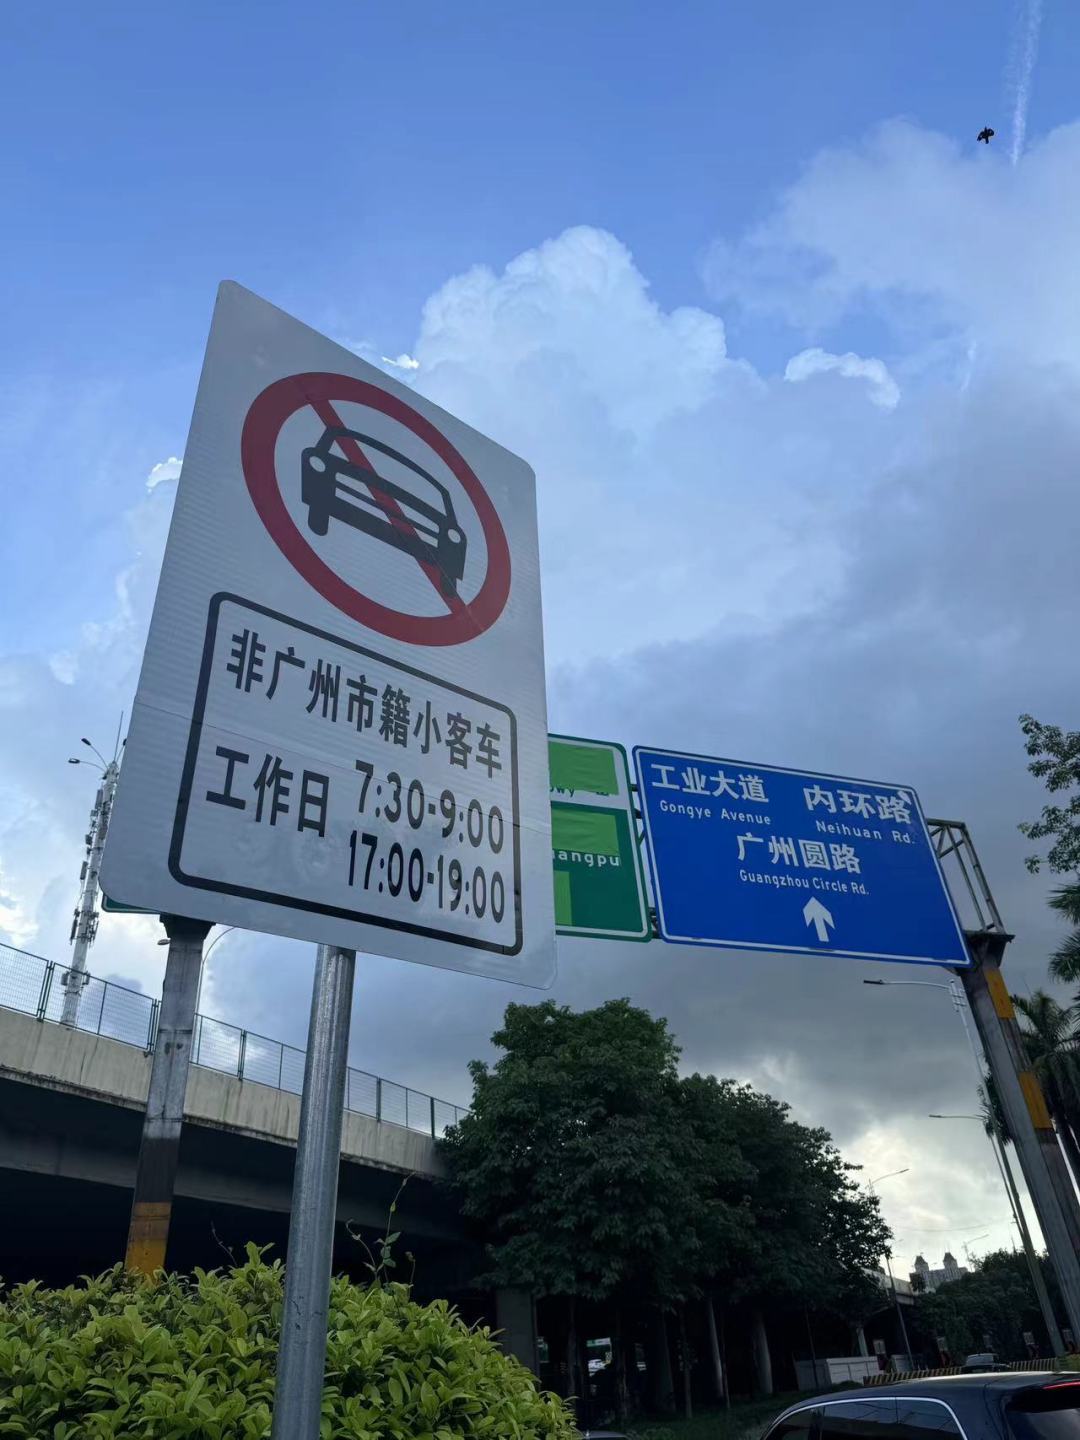 非广州市籍小客车
工作日 7:30-9:00
17:00-19:00
工业大道 内环路
Gongye Avenue Neihuan Rd.
广州圆路
Guangzhou Circle Rd.